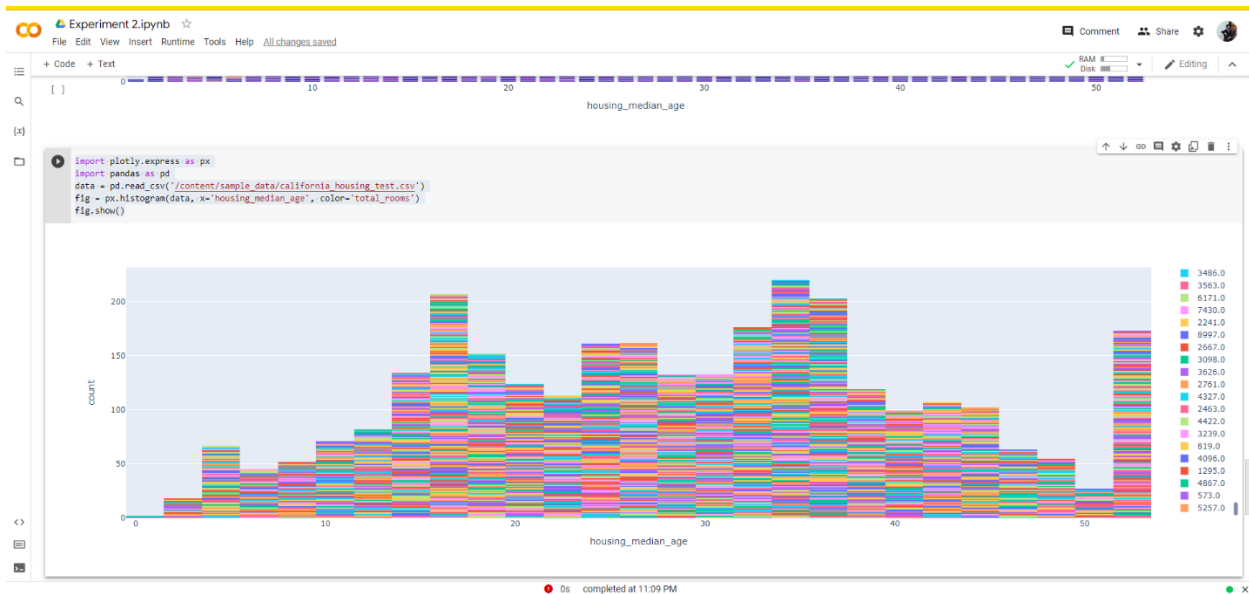 Experiment 2.ipynb
Comment Share
File Edit View Insert Runtime Tools Help All changes saved
+ Code + Text
RAM
Disk
Editing
[ ]
0 10 20 30 40 50
housing_median_age
{x}
import plotly.express as px
import pandas as pd
data = pd.read_csv('/content/sample_data/california_housing_test.csv')
fig = px.histogram(data, x='housing_median_age', color='total_rooms')
fig.show()
200
150
100
50
0
count
0 10 20 30 40 50
housing_median_age
3486.0
3563.0
6171.0
7430.0
2241.0
8997.0
2667.0
3098.0
3626.0
2761.0
4327.0
2463.0
4422.0
3239.0
819.0
4096.0
1295.0
4867.0
573.0
5257.0
0s completed at 11:09 PM